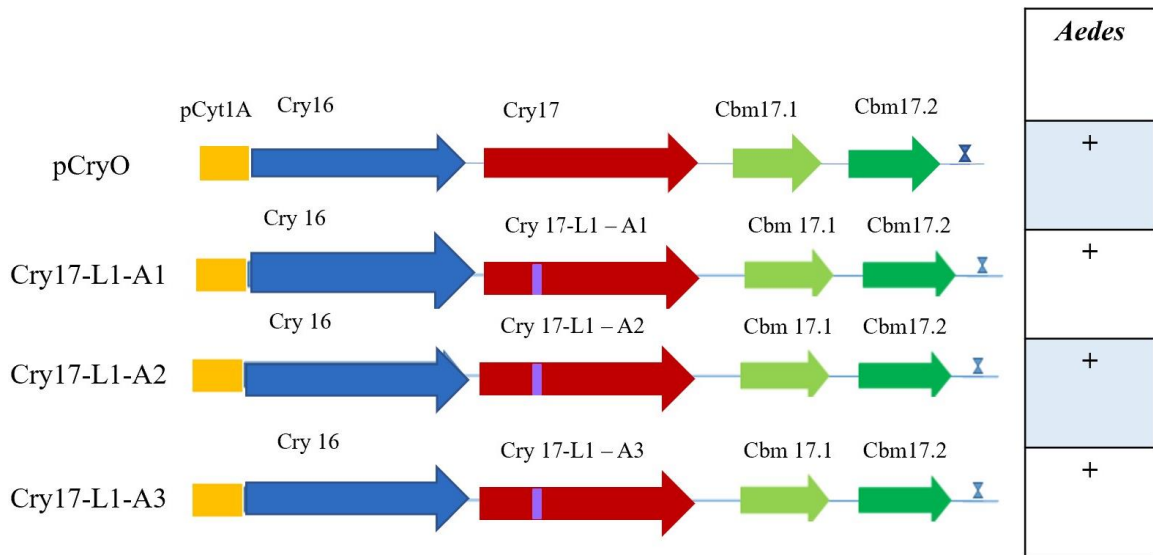 Aedes
pCyt1A Cry16 Cry17 Cbm17.1 Cbm17.2
pCryO +
Cry 16 Cry 17-L1 – A1 Cbm 17.1 Cbm17.2
Cry17-L1-A1 +
Cry 16 Cry 17-L1 – A2 Cbm 17.1 Cbm17.2
Cry17-L1-A2 +
Cry 16 Cry 17-L1 – A3 Cbm 17.1 Cbm17.2
Cry17-L1-A3 +